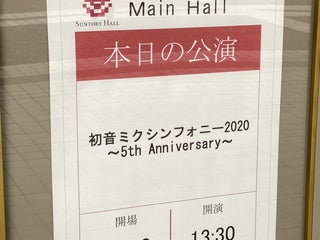 Main Hall
SUNTORY HALL
本日の公演
初音ミクシンフォニー2020
～5th Anniversary～
開場
開演
13:30